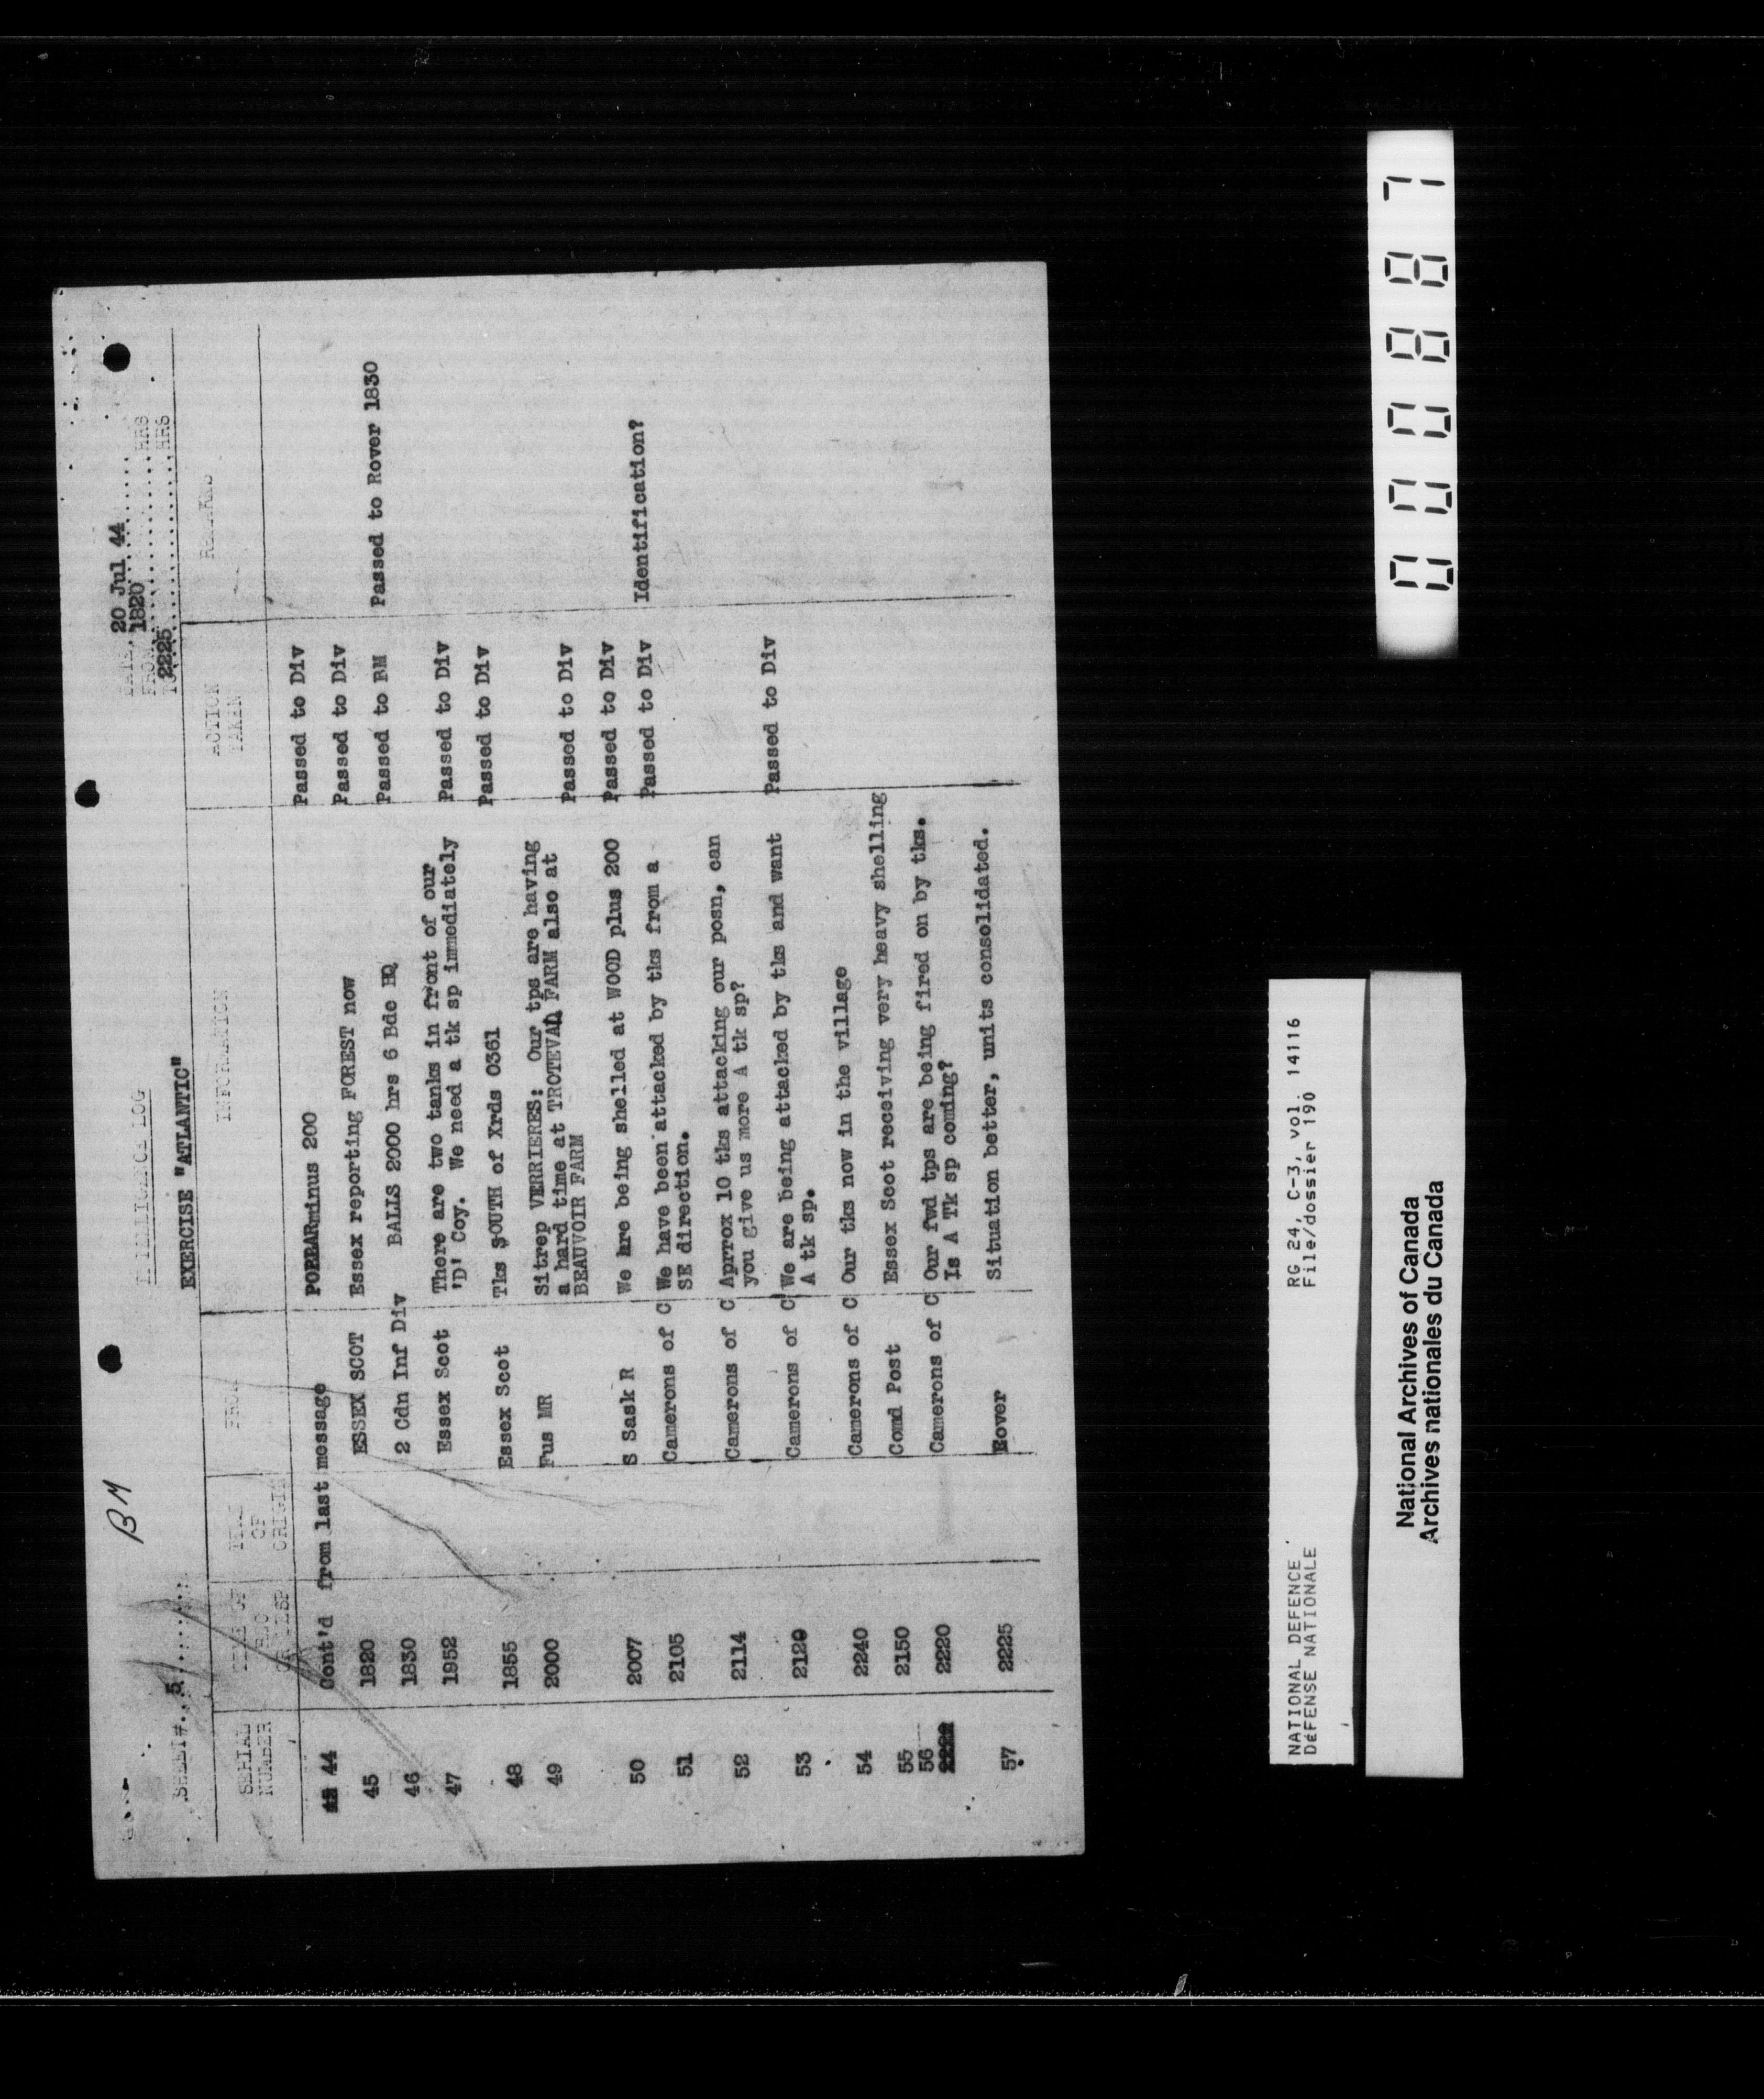 BM
SHEET #. 5
INTELLIGENCE LOG
EXERCISE "ATLANTIC"
DATE. 20 Jul 44
FROM 1820 HRS
TO 2225 HRS
SERIAL NUMBER TIME OF ORIGIN FROM INFORMATION ACTION TAKEN REMARKS
44 Cont'd from last message minus 200 Passed to Div
45 1820 ESSEX SCOT Essex reporting FOREST now Passed to Div
46 1830 2 Cdn Inf Div BALLS 2000 hrs 6 Bde HQ Passed to BM Passed to Rover 1830
47 1952 Essex Scot There are two tanks in front of our Passed to Div
'D' Coy. We need a tk sp immediately
48 1855 Essex Scot Tks SOUTH of Xrds 0361 Passed to Div
49 2000 Fus MR Sitrep VERRIERES: Our tps are having
a hard time at TROTEVAL FARM also at Passed to Div
BEAUVOIR FARM
50 2007 S Sask R We are being shelled at WOOD plus 200 Passed to Div
51 2105 Camerons of C We have been attacked by tks from a Passed to Div Identification?
SE direction.
52 2114 Camerons of C Aprrox 10 tks attacking our posn, can
you give us more A tk sp?
53 2120 Camerons of C We are being attacked by tks and want Passed to Div
A tk sp.
54 2240 Camerons of C Our tks now in the village
55 2150 Comd Post Essex Scot receiving very heavy shelling
56 2220 Camerons of C Our fwd tps are being fired on by tks.
Is A Tk sp coming?
57 2225 Rover Situation better, units consolidated.
NATIONAL DEFENCE RG 24, C-3, vol. 14116
DÉFENSE NATIONALE File/dossier 190
National Archives of Canada
Archives nationales du Canada
000887